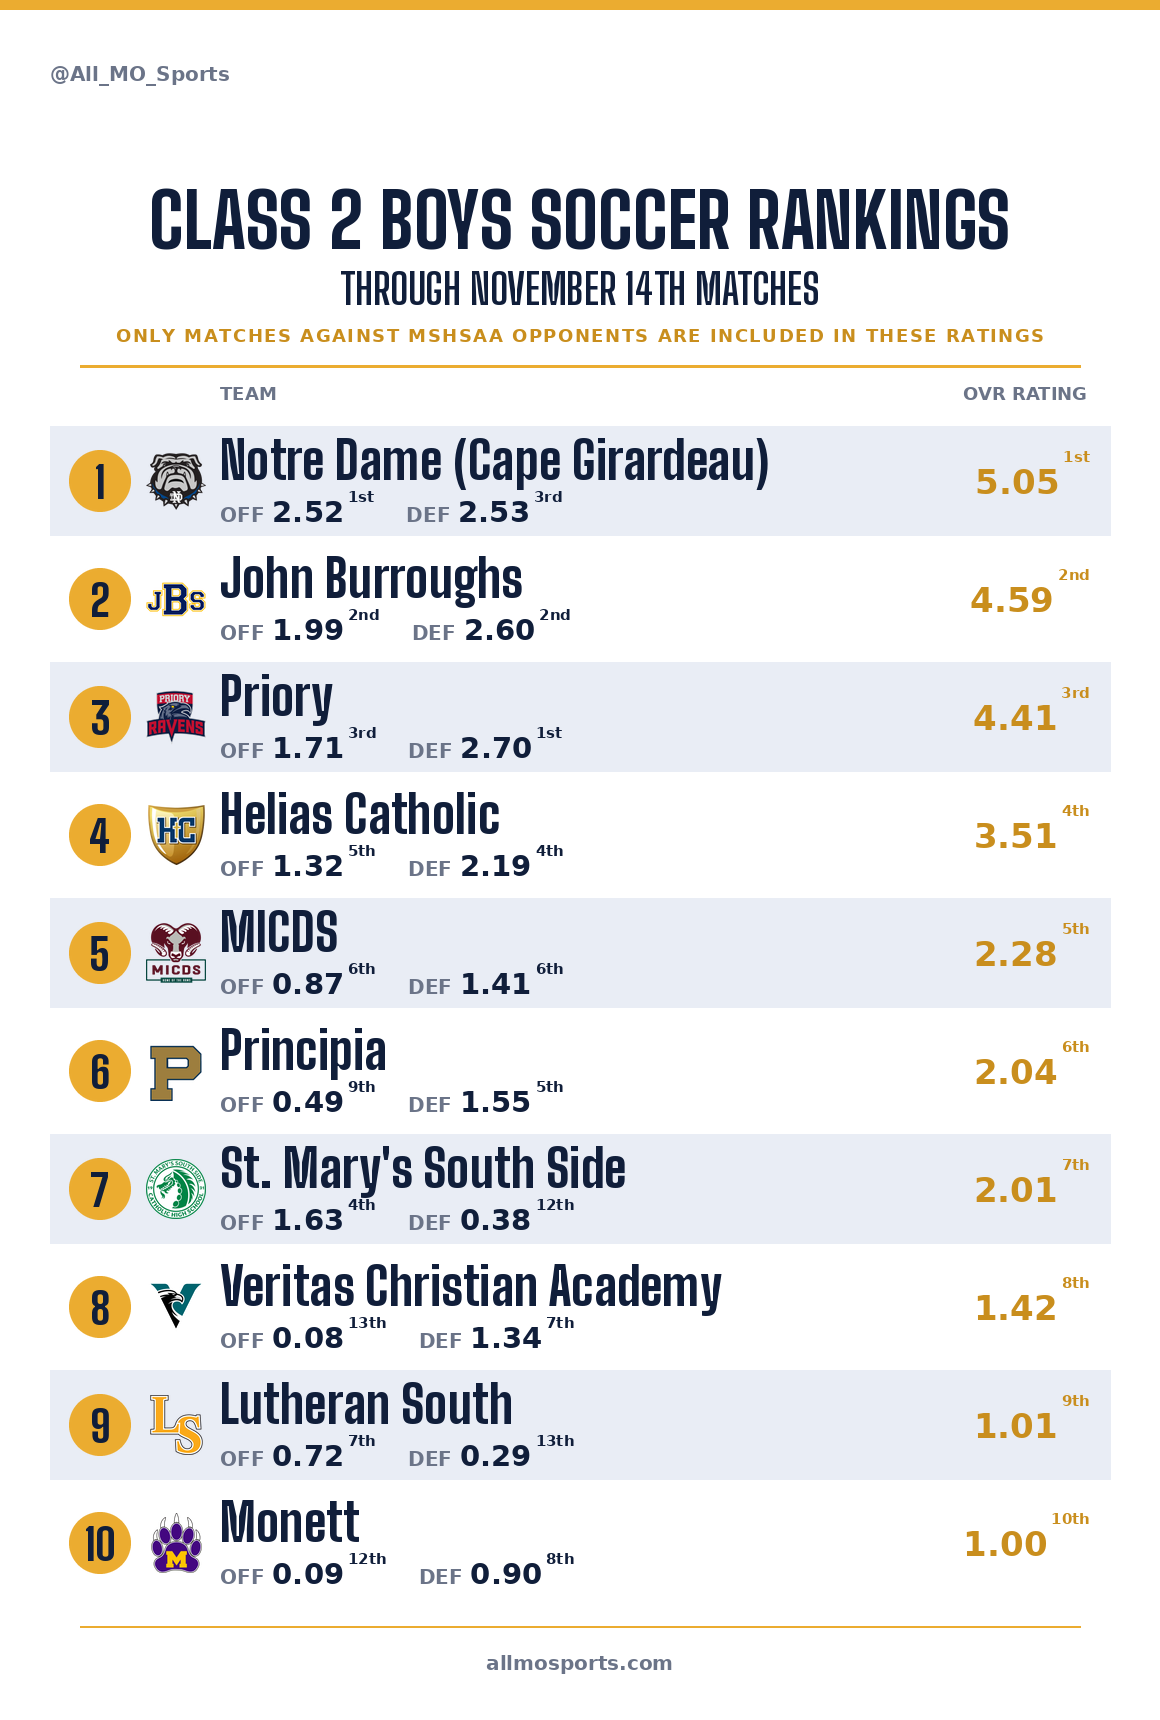 @All_MO_Sports
CLASS 2 BOYS SOCCER RANKINGS
THROUGH NOVEMBER 14TH MATCHES
ONLY MATCHES AGAINST MSHSAA OPPONENTS ARE INCLUDED IN THESE RATINGS
TEAM OVR RATING
1 Notre Dame (Cape Girardeau) 5.05 1st
OFF 2.52 1st DEF 2.53 3rd
2 JBS John Burroughs 4.59 2nd
OFF 1.99 2nd DEF 2.60 2nd
3 PRIORY RAVENS Priory 4.41 3rd
OFF 1.71 3rd DEF 2.70 1st
4 HC Helias Catholic 3.51 4th
OFF 1.32 5th DEF 2.19 4th
5 MICDS MICDS 2.28 5th
OFF 0.87 6th DEF 1.41 6th
6 P Principia 2.04 6th
OFF 0.49 9th DEF 1.55 5th
7 ST. MARY'S SOUTH SIDE CATHOLIC HIGH SCHOOL St. Mary's South Side 2.01 7th
OFF 1.63 4th DEF 0.38 12th
8 V Veritas Christian Academy 1.42 8th
OFF 0.08 13th DEF 1.34 7th
9 LS Lutheran South 1.01 9th
OFF 0.72 7th DEF 0.29 13th
10 M Monett 1.00 10th
OFF 0.09 12th DEF 0.90 8th
allmosports.com